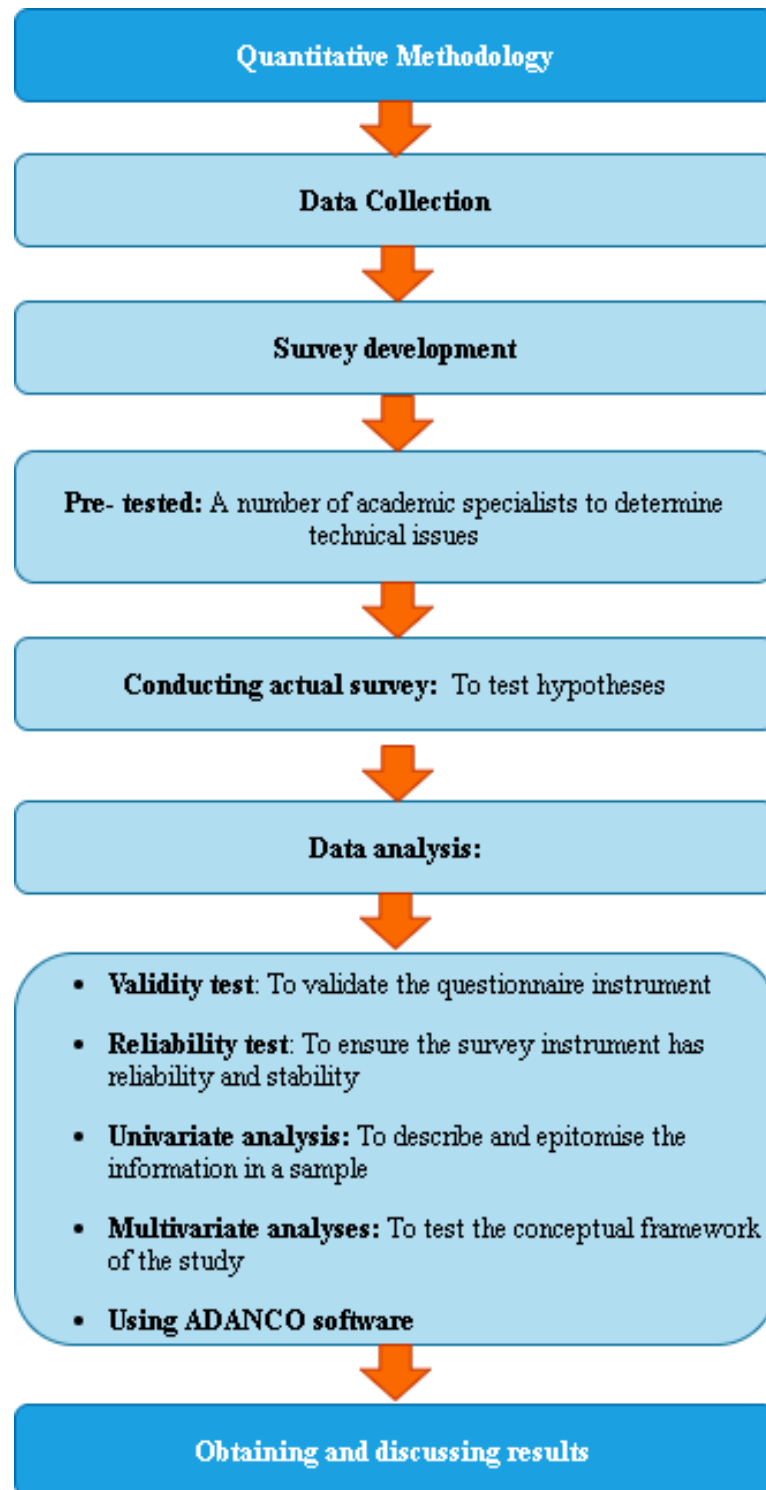 Quantitative Methodology
Data Collection
Survey development
Pre- tested: A number of academic specialists to determine
technical issues
Conducting actual survey: To test hypotheses
Data analysis:
• Validity test: To validate the questionnaire instrument
• Reliability test: To ensure the survey instrument has
reliability and stability
• Univariate analysis: To describe and epitomise the
information in a sample
• Multivariate analyses: To test the conceptual framework
of the study
• Using ADANCO software
Obtaining and discussing results